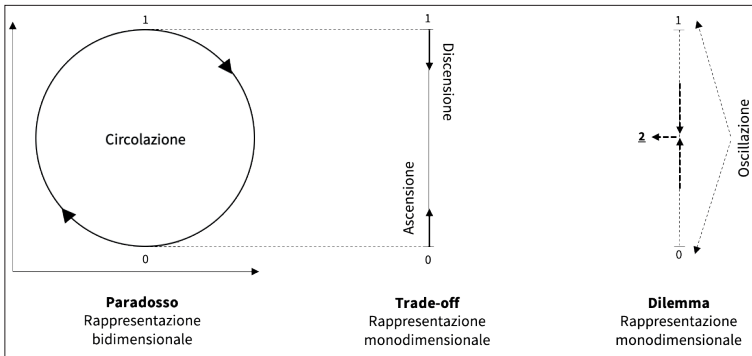 1
Circolazione
0
Paradosso
Rappresentazione
bidimensionale
1
Discensione
Ascensione
0
Trade-off
Rappresentazione
monodimensionale
1
2
Oscillazione
0
Dilemma
Rappresentazione
monodimensionale